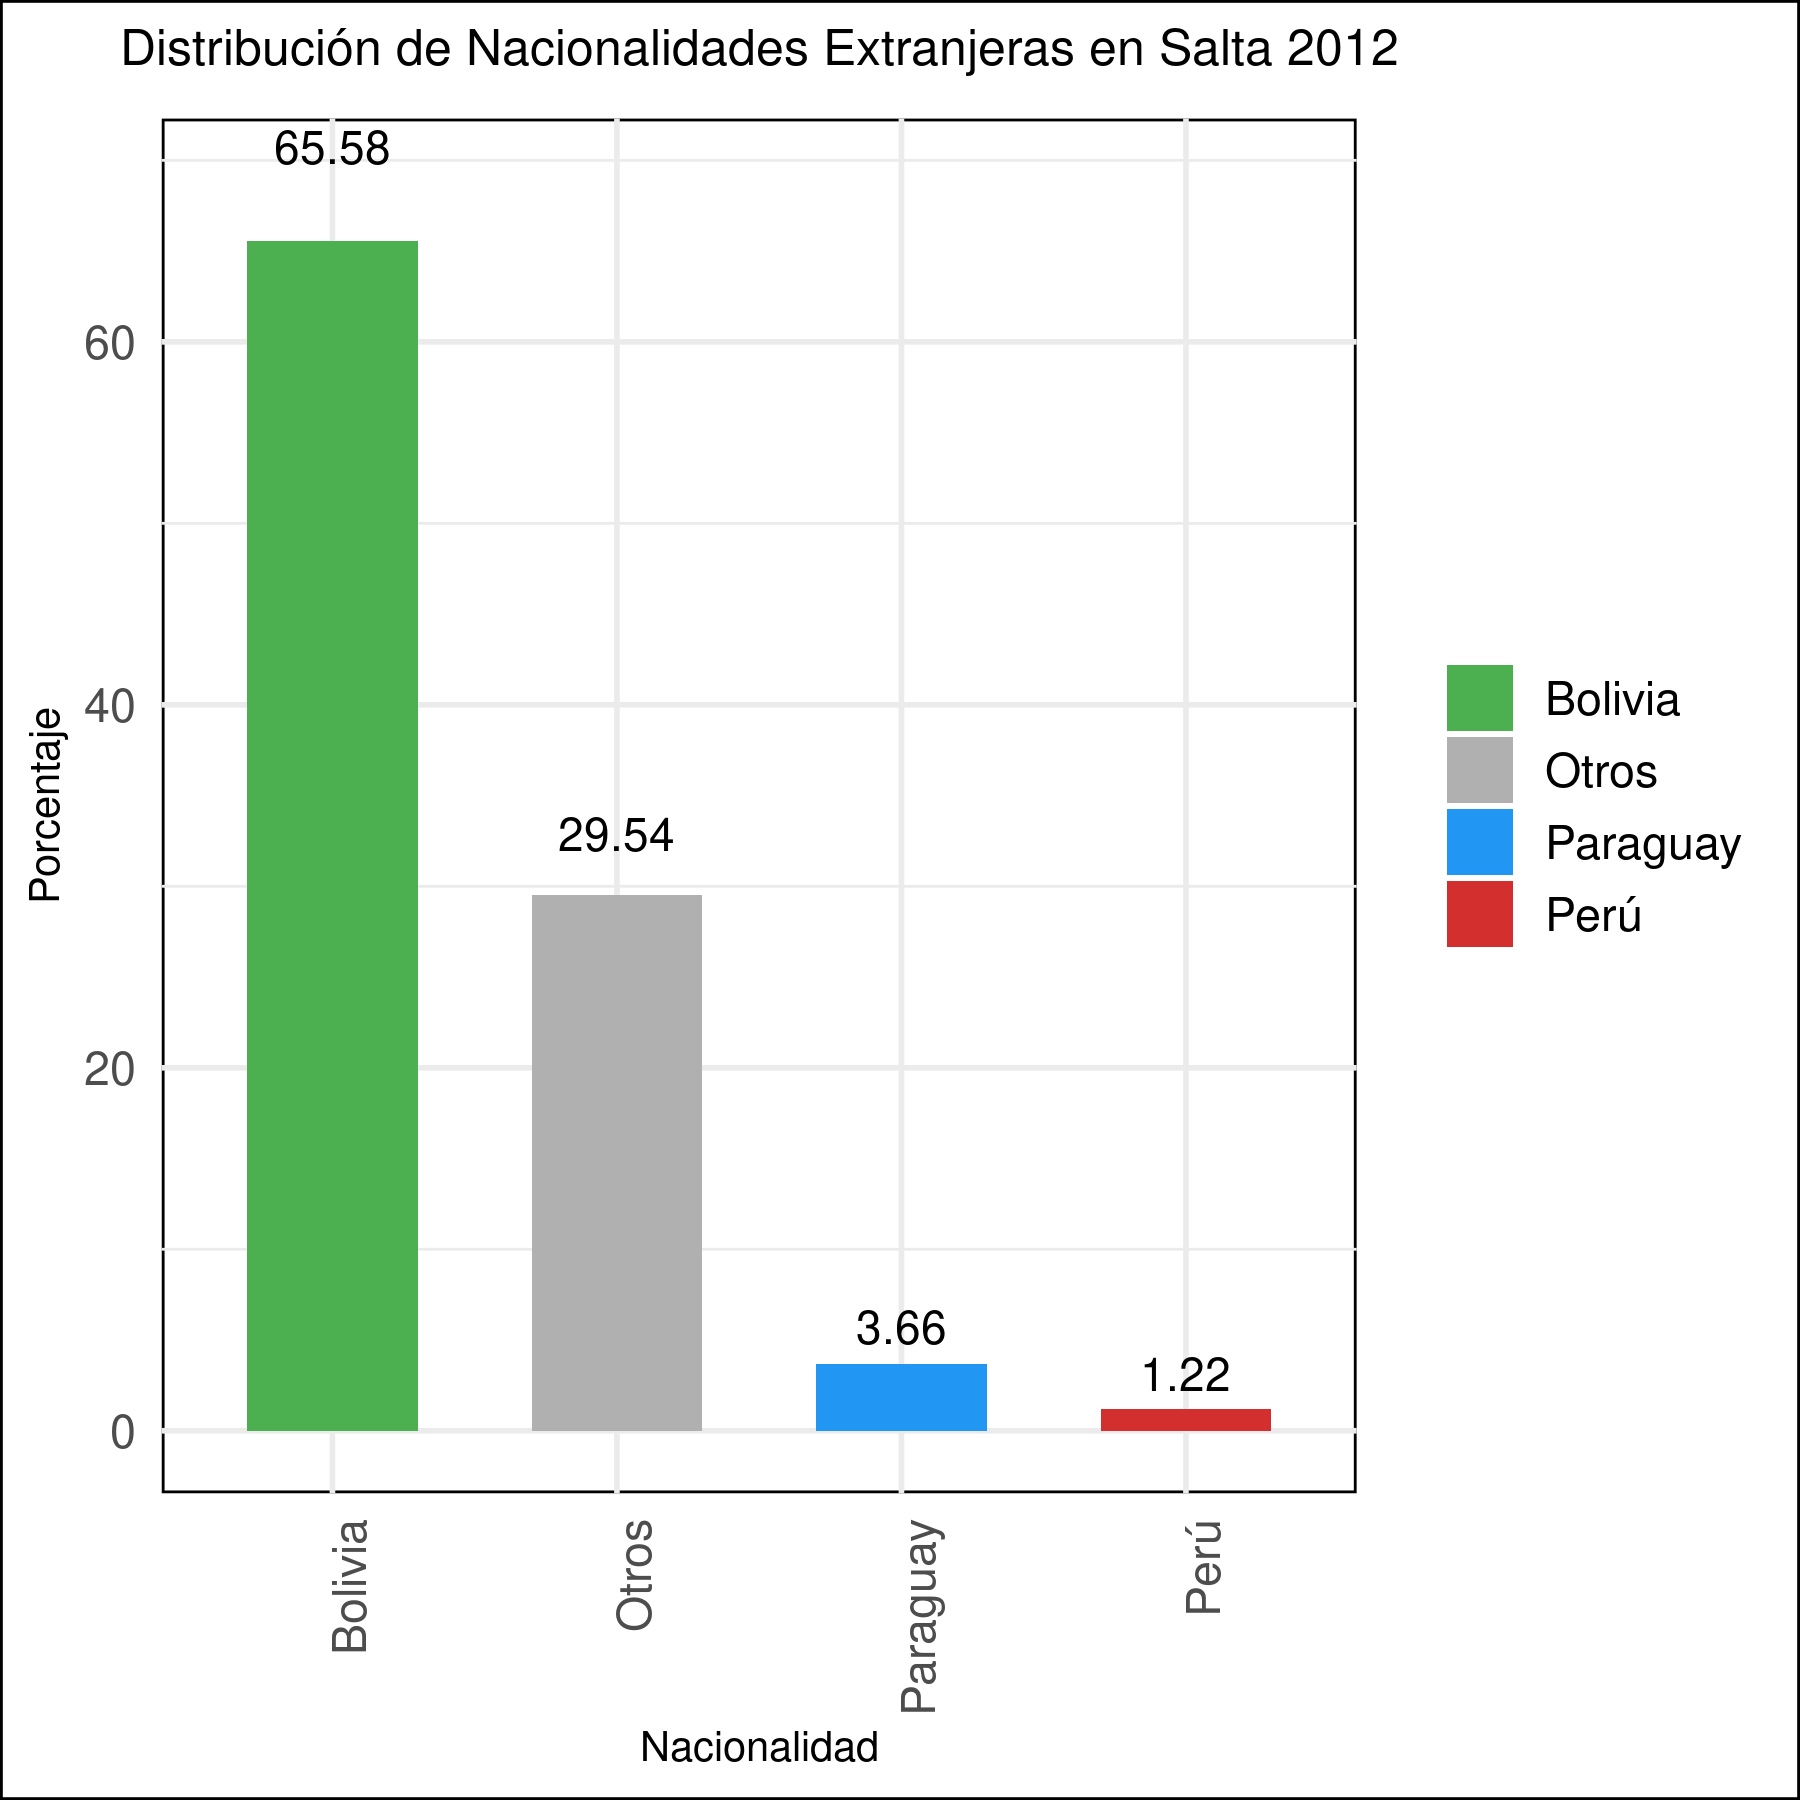 Distribución de Nacionalidades Extranjeras en Salta 2012
65.58
29.54
3.66
1.22
60
40
20
0
Porcentaje
Bolivia
Otros
Paraguay
Perú
Nacionalidad
Bolivia
Otros
Paraguay
Perú